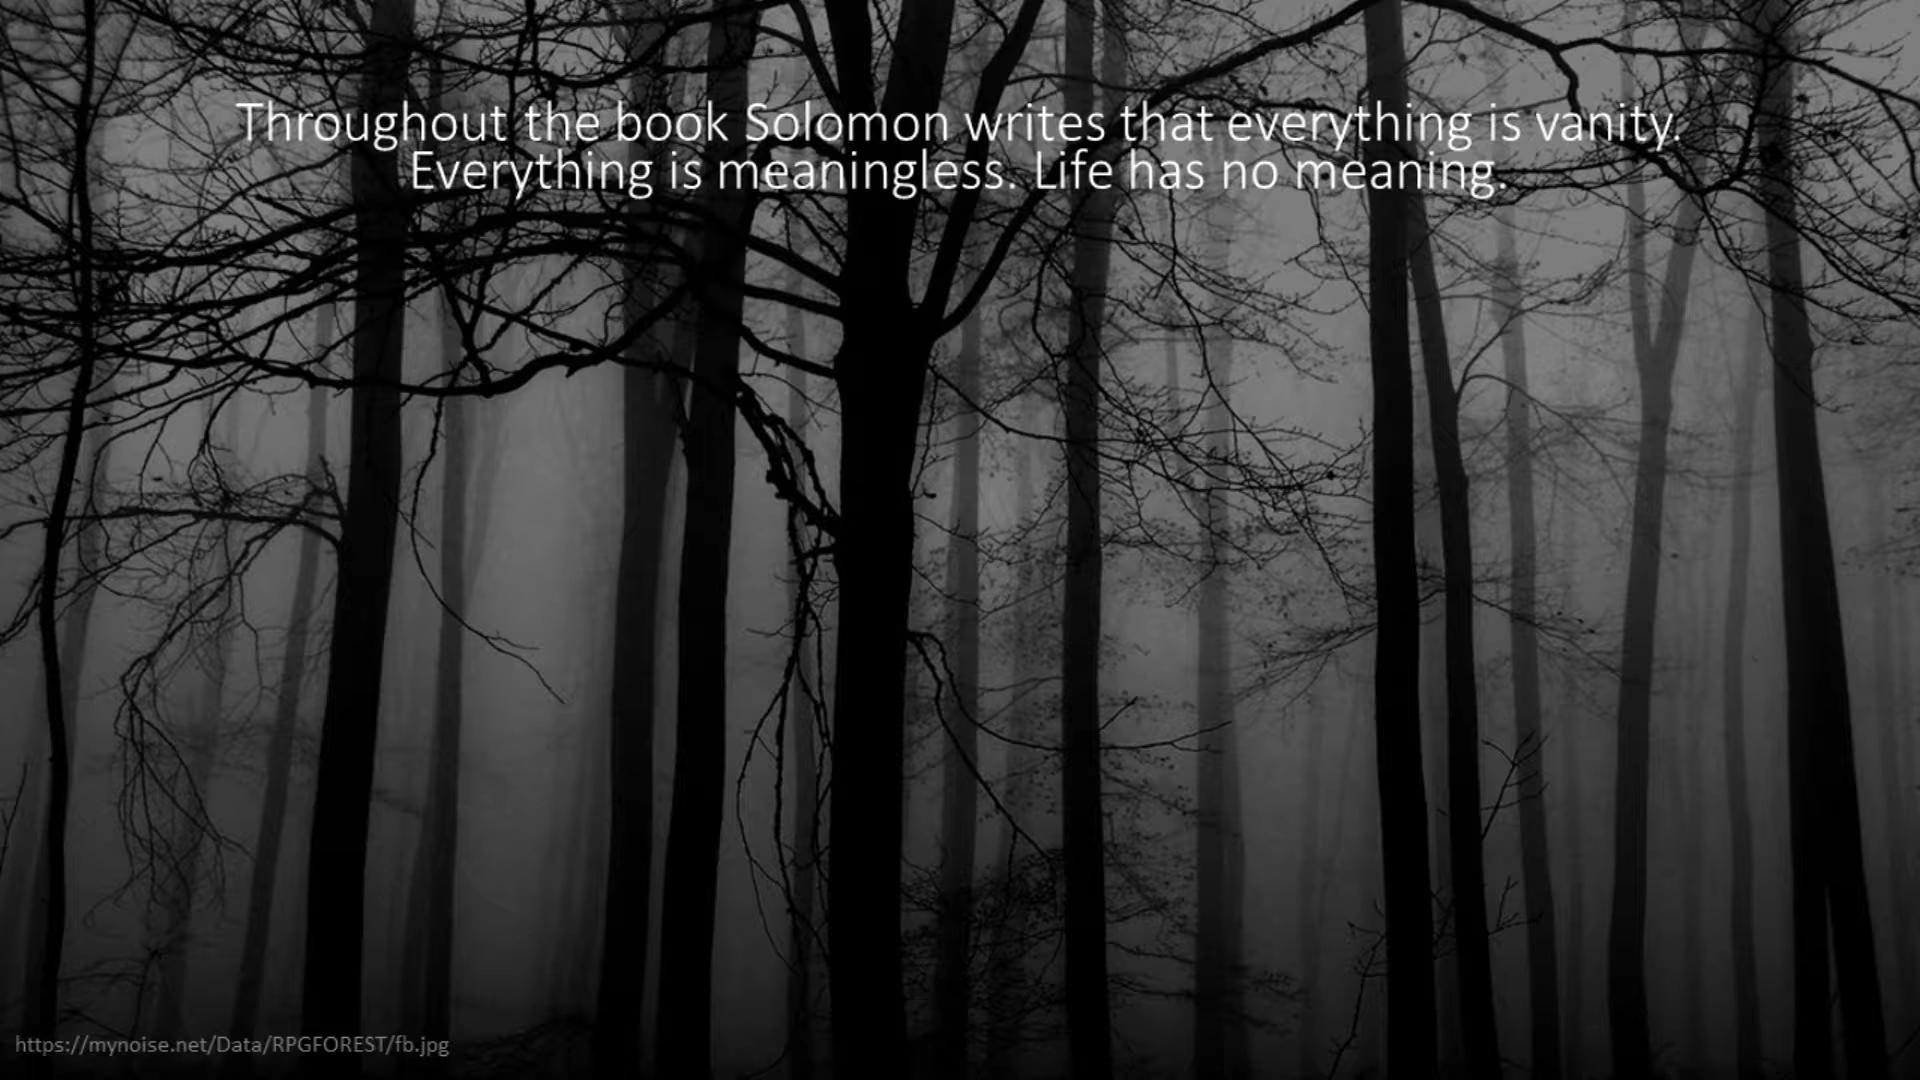 Throughout the book Solomon writes that everything is vanity.
Everything is meaningless. Life has no meaning.
https://mynoise.net/Data/RPGFOREST/fb.jpg